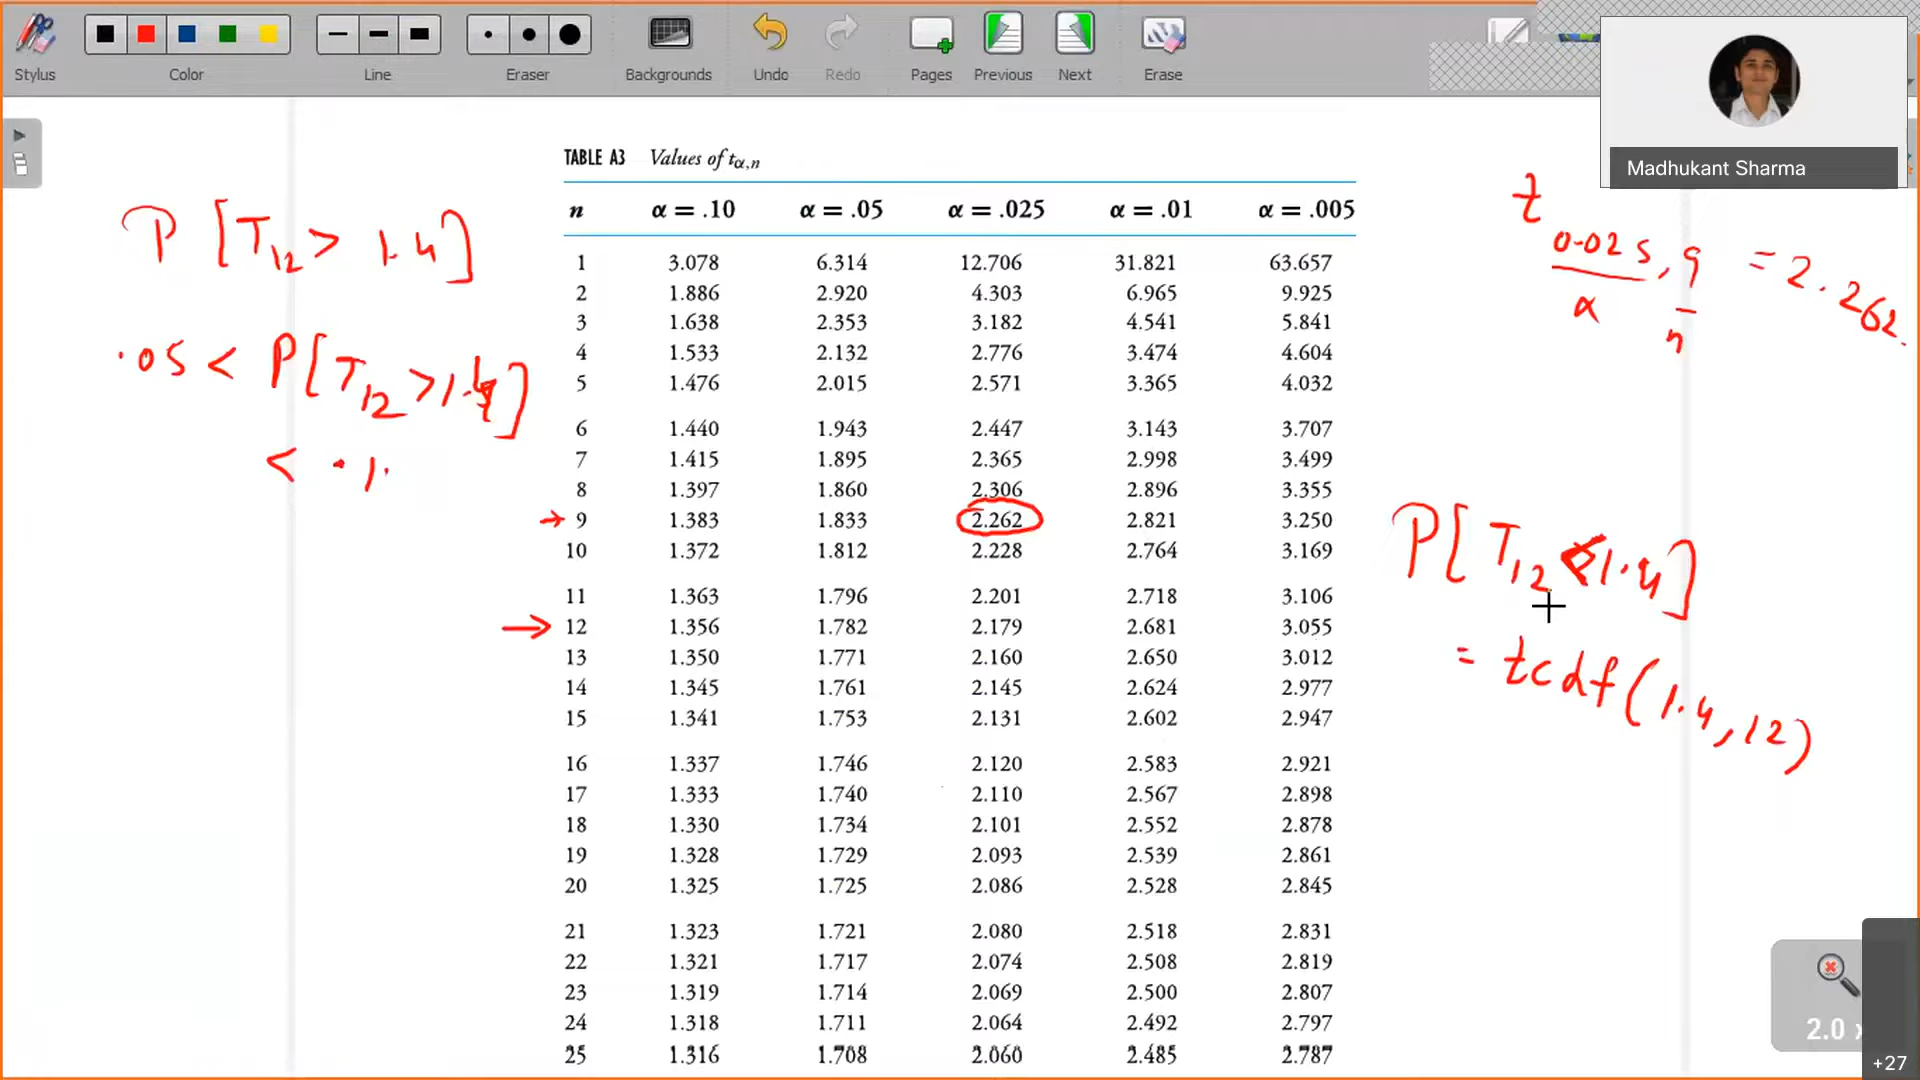 Stylus
Color
Line
Eraser
Backgrounds
Undo
Redo
Pages
Previous
Next
Erase
Madhukant Sharma
TABLE A3 Values of tα,n
n α = .10 α = .05 α = .025 α = .01 α = .005
1 3.078 6.314 12.706 31.821 63.657
2 1.886 2.920 4.303 6.965 9.925
3 1.638 2.353 3.182 4.541 5.841
4 1.533 2.132 2.776 3.474 4.604
5 1.476 2.015 2.571 3.365 4.032
6 1.440 1.943 2.447 3.143 3.707
7 1.415 1.895 2.365 2.998 3.499
8 1.397 1.860 2.306 2.896 3.355
→ 9 1.383 1.833 2.262 2.821 3.250
10 1.372 1.812 2.228 2.764 3.169
11 1.363 1.796 2.201 2.718 3.106
→ 12 1.356 1.782 2.179 2.681 3.055
13 1.350 1.771 2.160 2.650 3.012
14 1.345 1.761 2.145 2.624 2.977
15 1.341 1.753 2.131 2.602 2.947
16 1.337 1.746 2.120 2.583 2.921
17 1.333 1.740 2.110 2.567 2.898
18 1.330 1.734 2.101 2.552 2.878
19 1.328 1.729 2.093 2.539 2.861
20 1.325 1.725 2.086 2.528 2.845
21 1.323 1.721 2.080 2.518 2.831
22 1.321 1.717 2.074 2.508 2.819
23 1.319 1.714 2.069 2.500 2.807
24 1.318 1.711 2.064 2.492 2.797
25 1.316 1.708 2.060 2.485 2.787
P [T12 > 1.4]
.05 < P[T12 > 1.4]
< .1.
t 0.025, 9 = 2.262.
α n
P[T12 < 1.4]
= tcdf(1.4, 12)
2.0 x
+27